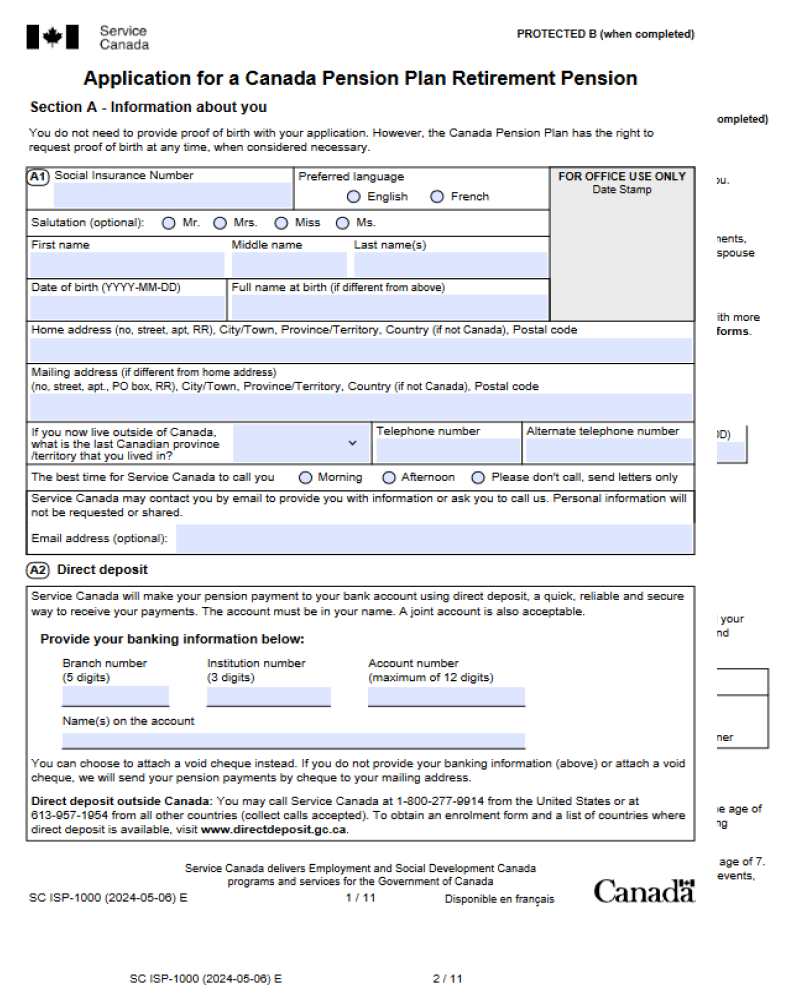 Service
Canada
PROTECTED B (when completed)
Application for a Canada Pension Plan Retirement Pension
Section A - Information about you
You do not need to provide proof of birth with your application. However, the Canada Pension Plan has the right to
request proof of birth at any time, when considered necessary.
A1 Social Insurance Number
Preferred language
English French
FOR OFFICE USE ONLY
Date Stamp
Salutation (optional): Mr. Mrs. Miss Ms.
First name Middle name Last name(s)
Date of birth (YYYY-MM-DD) Full name at birth (if different from above)
Home address (no, street, apt, RR), City/Town, Province/Territory, Country (if not Canada), Postal code
Mailing address (if different from home address)
(no, street, apt., PO box, RR), City/Town, Province/Territory, Country (if not Canada), Postal code
If you now live outside of Canada,
what is the last Canadian province
/territory that you lived in?
Telephone number Alternate telephone number
The best time for Service Canada to call you Morning Afternoon Please don't call, send letters only
Service Canada may contact you by email to provide you with information or ask you to call us. Personal information will
not be requested or shared.
Email address (optional):
A2 Direct deposit
Service Canada will make your pension payment to your bank account using direct deposit, a quick, reliable and secure
way to receive your payments. The account must be in your name. A joint account is also acceptable.
Provide your banking information below:
Branch number
(5 digits)
Institution number
(3 digits)
Account number
(maximum of 12 digits)
Name(s) on the account
You can choose to attach a void cheque instead. If you do not provide your banking information (above) or attach a void
cheque, we will send your pension payments by cheque to your mailing address.
Direct deposit outside Canada: You may call Service Canada at 1-800-277-9914 from the United States or at
613-957-1954 from all other countries (collect calls accepted). To obtain an enrolment form and a list of countries where
direct deposit is available, visit www.directdeposit.gc.ca.
Service Canada delivers Employment and Social Development Canada
programs and services for the Government of Canada
SC ISP-1000 (2024-05-06) E 1 / 11 Disponible en français
Canada
ompleted)
ou.
nents,
spouse
ith more
forms.
DD)
your
nd
ner
e age of
ng
age of 7.
events,
SC ISP-1000 (2024-05-06) E 2 / 11